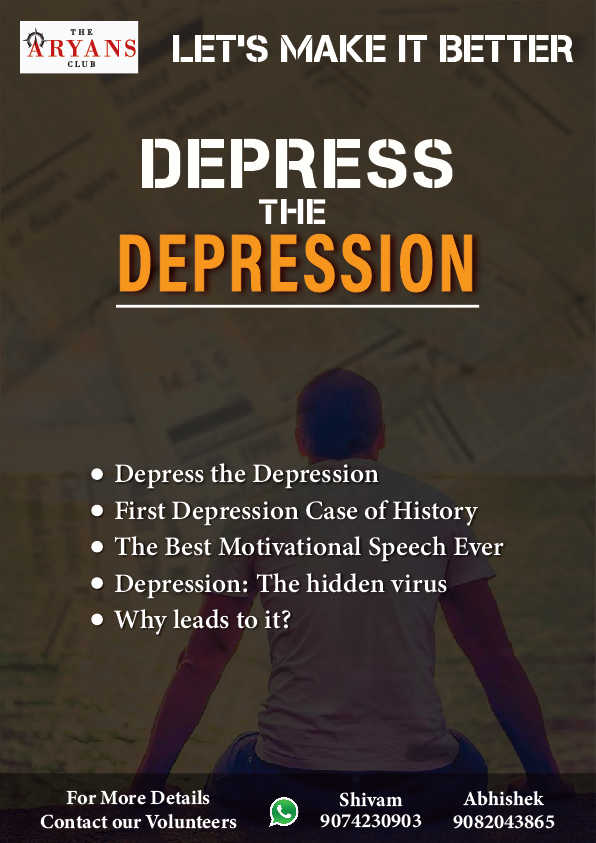 THE
ARYANS
CLUB
LET'S MAKE IT BETTER
DEPRESS
THE
DEPRESSION
Depress the Depression
First Depression Case of History
The Best Motivational Speech Ever
Depression: The hidden virus
Why leads to it?
For More Details
Contact our Volunteers
Shivam
9074230903
Abhishek
9082043865